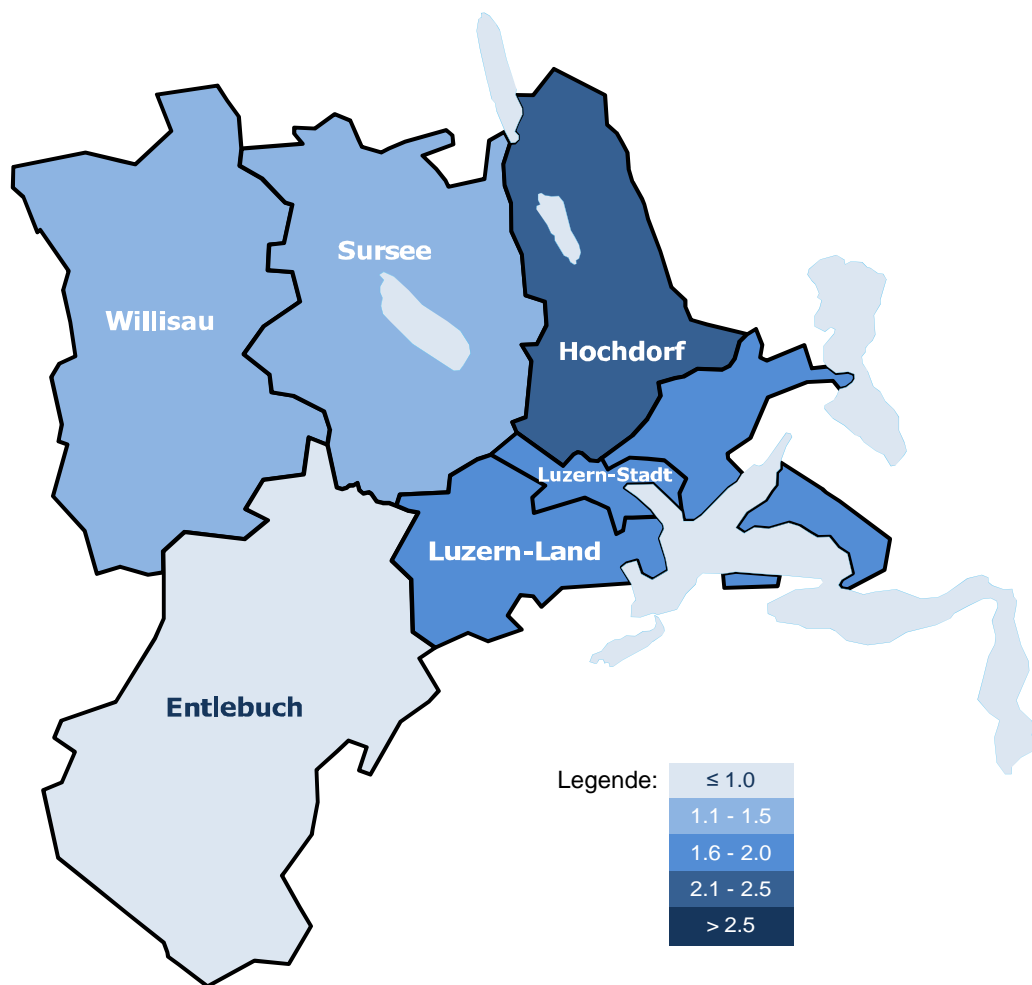 Sursee
Willisau
Hochdorf
Luzern-Stadt
Luzern-Land
Entlebuch
Legende:
≤ 1.0
1.1 - 1.5
1.6 - 2.0
2.1 - 2.5
> 2.5